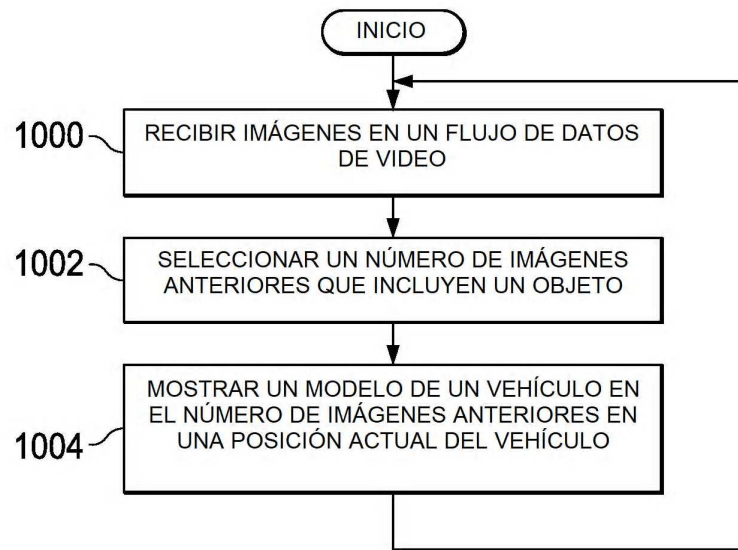 INICIO
1000
RECIBIR IMÁGENES EN UN FLUJO DE DATOS
DE VIDEO
1002
SELECCIONAR UN NÚMERO DE IMÁGENES
ANTERIORES QUE INCLUYEN UN OBJETO
MOSTRAR UN MODELO DE UN VEHÍCULO EN
EL NÚMERO DE IMÁGENES ANTERIORES EN
UNA POSICIÓN ACTUAL DEL VEHÍCULO
1004